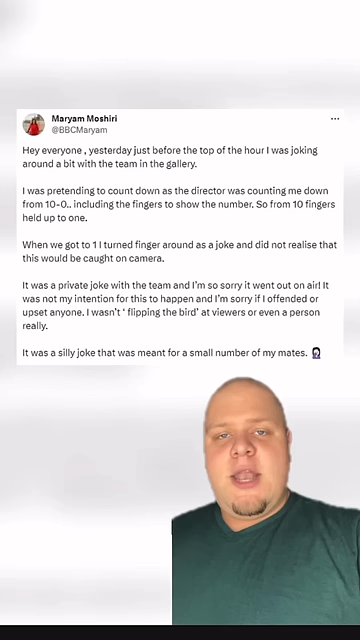 Maryam Moshiri
@BBCMaryam
Hey everyone , yesterday just before the top of the hour I was joking
around a bit with the team in the gallery.
I was pretending to count down as the director was counting me down
from 10-0.. including the fingers to show the number. So from 10 fingers
held up to one.
When we got to 1 I turned finger around as a joke and did not realise that
this would be caught on camera.
It was a private joke with the team and I'm so sorry it went out on air! It
was not my intention for this to happen and I'm sorry if I offended or
upset anyone. I wasn't ' flipping the bird' at viewers or even a person
really.
It was a silly joke that was meant for a small number of my mates. 🤦🏻‍♀️